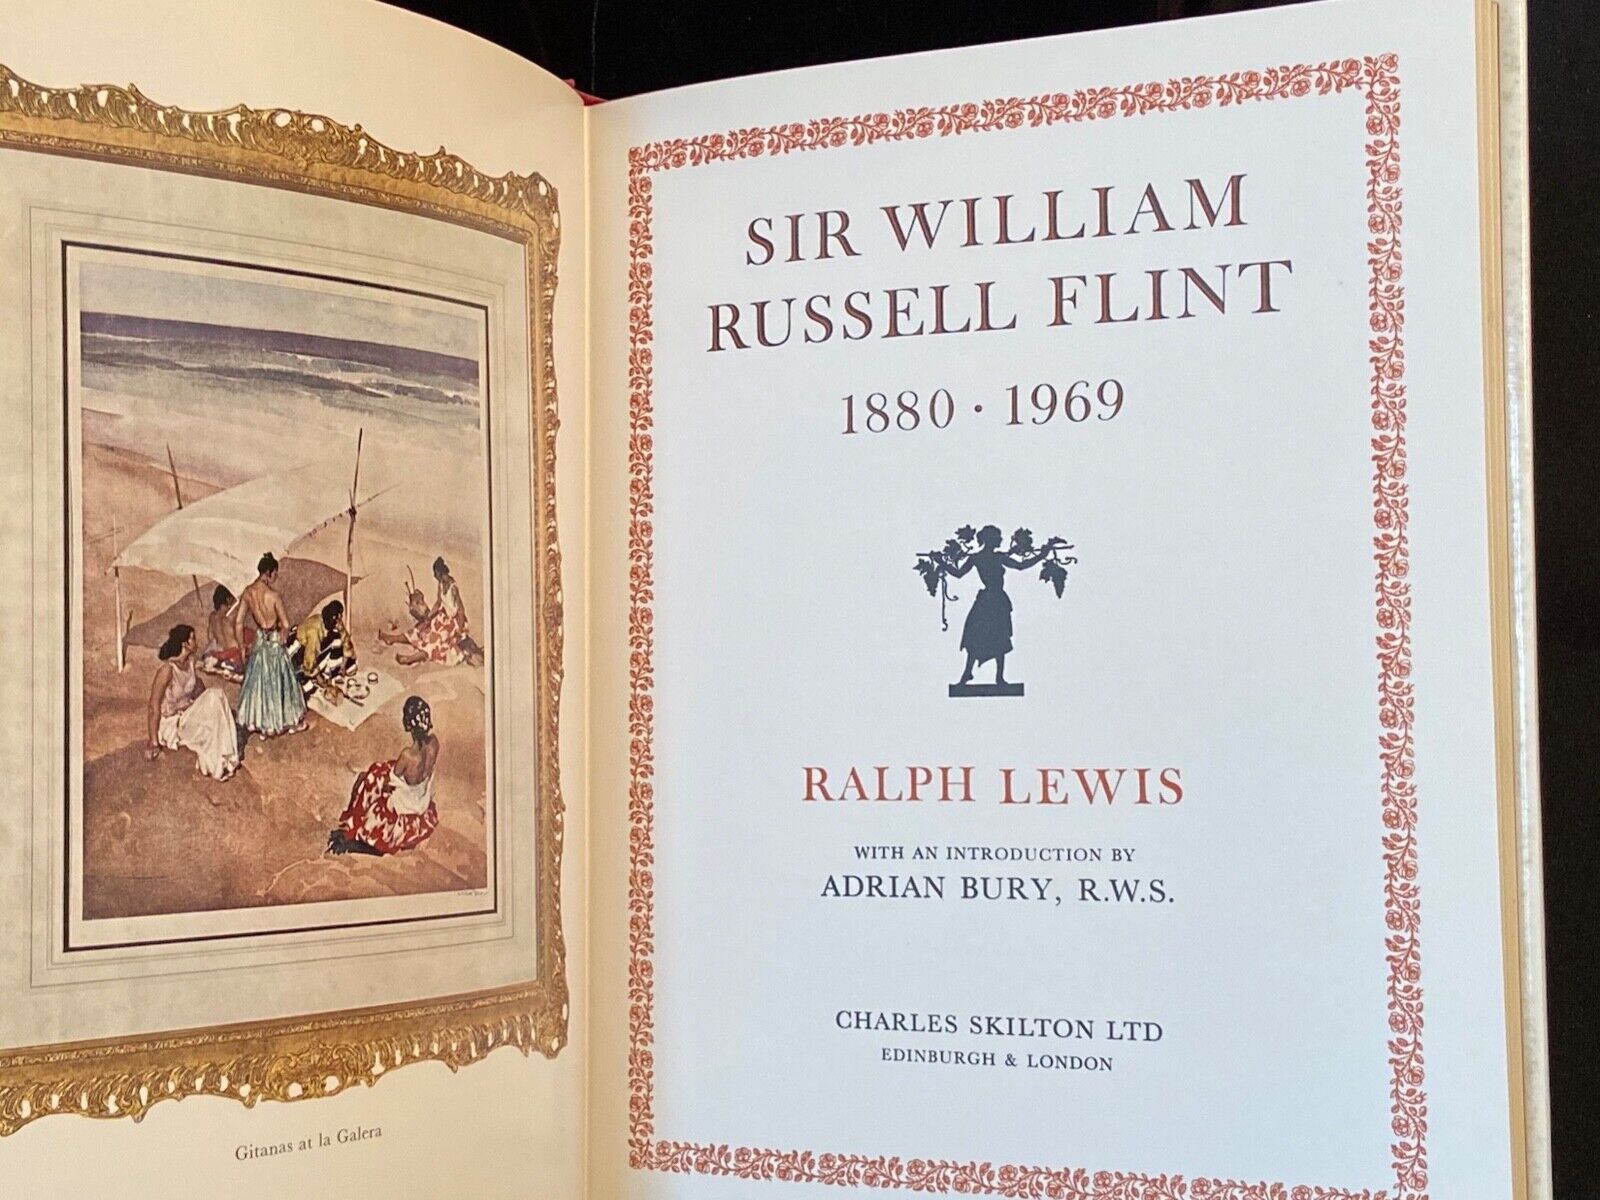 Gitanas at la Galera
SIR WILLIAM
RUSSELL FLINT
1880 · 1969
RALPH LEWIS
WITH AN INTRODUCTION BY
ADRIAN BURY, R.W.S.
CHARLES SKILTON LTD
EDINBURGH & LONDON